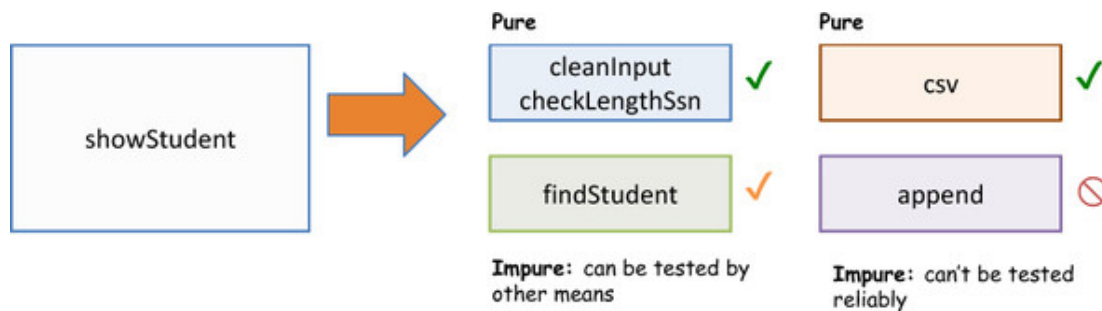 showStudent
Pure
cleanInput
checkLengthSsn
findStudent
Impure: can be tested by
other means
Pure
csv
append
Impure: can't be tested
reliably